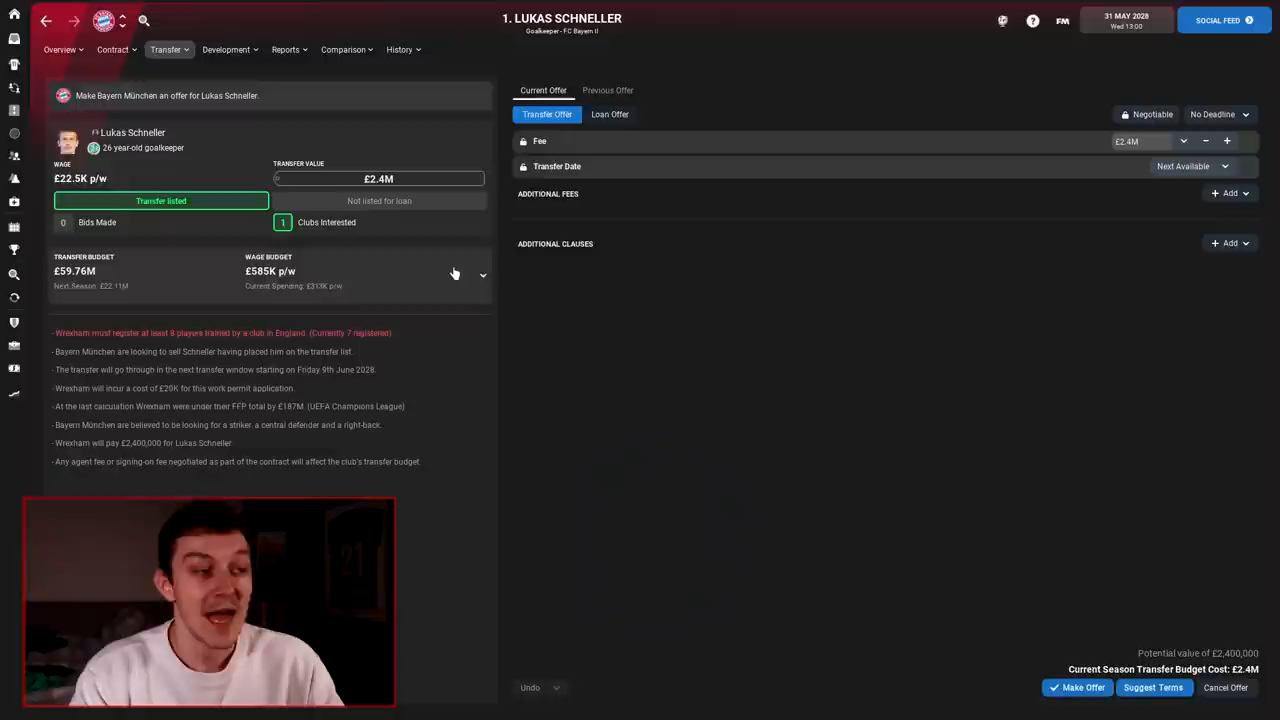 1. LUKAS SCHNELLER
Goalkeeper - FC Bayern II
FM
31 MAY 2028
Wed 13:00
SOCIAL FEED
Overview
Contract
Transfer
Development
Reports
Comparison
History
Make Bayern München an offer for Lukas Schneller.
Lukas Schneller
26 year-old goalkeeper
WAGE
£22.5K p/w
TRANSFER VALUE
£2.4M
Transfer listed
Not listed for loan
0 Bids Made
1 Clubs Interested
TRANSFER BUDGET
£59.76M
Next Season: £22.11M
WAGE BUDGET
£585K p/w
Current Spending: £313K p/w
- Wrexham must register at least 8 players trained by a club in England. (Currently 7 registered)
- Bayern München are looking to sell Schneller having placed him on the transfer list.
- The transfer will go through in the next transfer window starting on Friday 9th June 2028.
- Wrexham will incur a cost of £20K for this work permit application.
- At the last calculation Wrexham were under their FFP total by £187M. (UEFA Champions League)
- Bayern München are believed to be looking for a striker, a central defender and a right-back.
- Wrexham will pay £2,400,000 for Lukas Schneller
- Any agent fee or signing-on fee negotiated as part of the contract will affect the club's transfer budget.
Current Offer
Previous Offer
Transfer Offer
Loan Offer
Negotiable
No Deadline
Fee
£2.4M
Transfer Date
Next Available
ADDITIONAL FEES
Add
ADDITIONAL CLAUSES
Add
21
Potential value of £2,400,000
Current Season Transfer Budget Cost: £2.4M
Undo
Make Offer
Suggest Terms
Cancel Offer